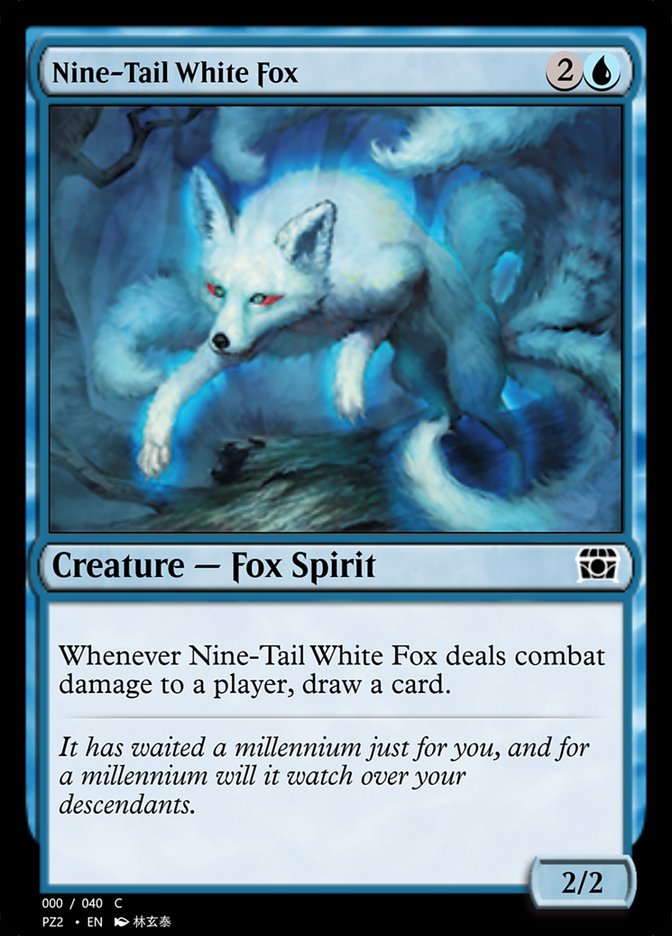 Nine-Tail White Fox 2
Creature — Fox Spirit
Whenever Nine-Tail White Fox deals combat
damage to a player, draw a card.
It has waited a millennium just for you, and for
a millennium will it watch over your
descendants.
2/2
000 / 040 C
PZ2 • EN 林玄泰